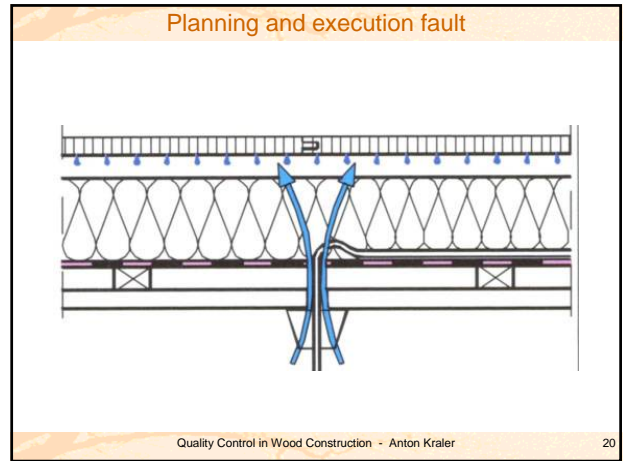 Planning and execution fault
Quality Control in Wood Construction - Anton Kraler
20